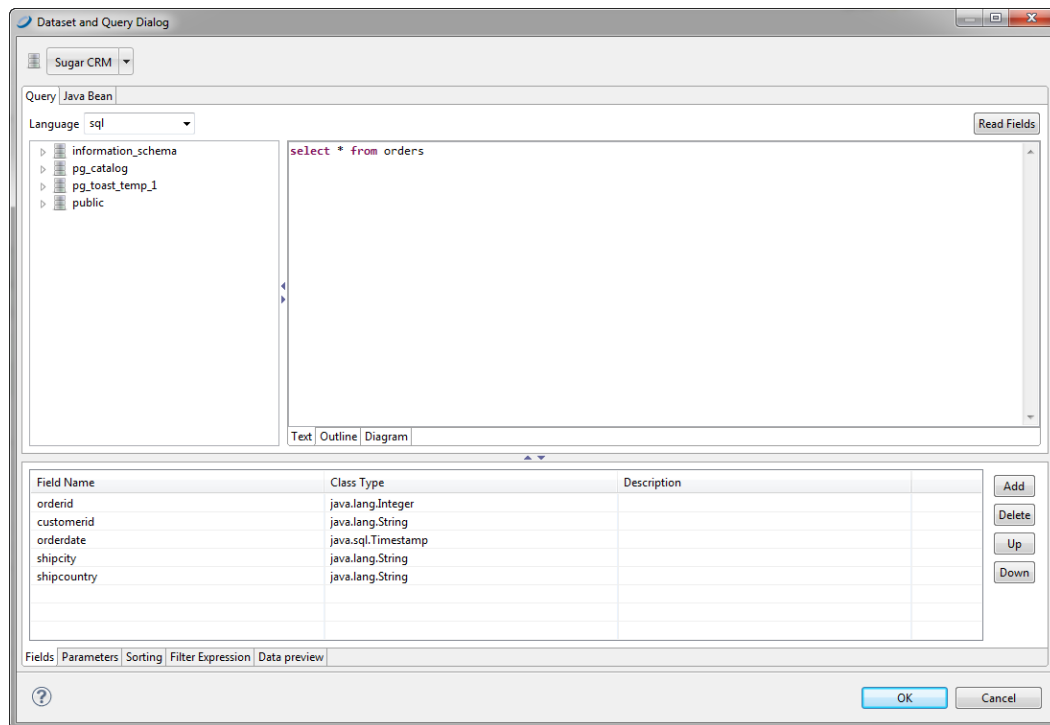 Dataset and Query Dialog
Sugar CRM
Query Java Bean
Language sql Read Fields
information_schema
pg_catalog
pg_toast_temp_1
public
select * from orders
Text Outline Diagram
Field Name Class Type Description
orderid java.lang.Integer
customerid java.lang.String
orderdate java.sql.Timestamp
shipcity java.lang.String
shipcountry java.lang.String
Add
Delete
Up
Down
Fields Parameters Sorting Filter Expression Data preview
? OK Cancel